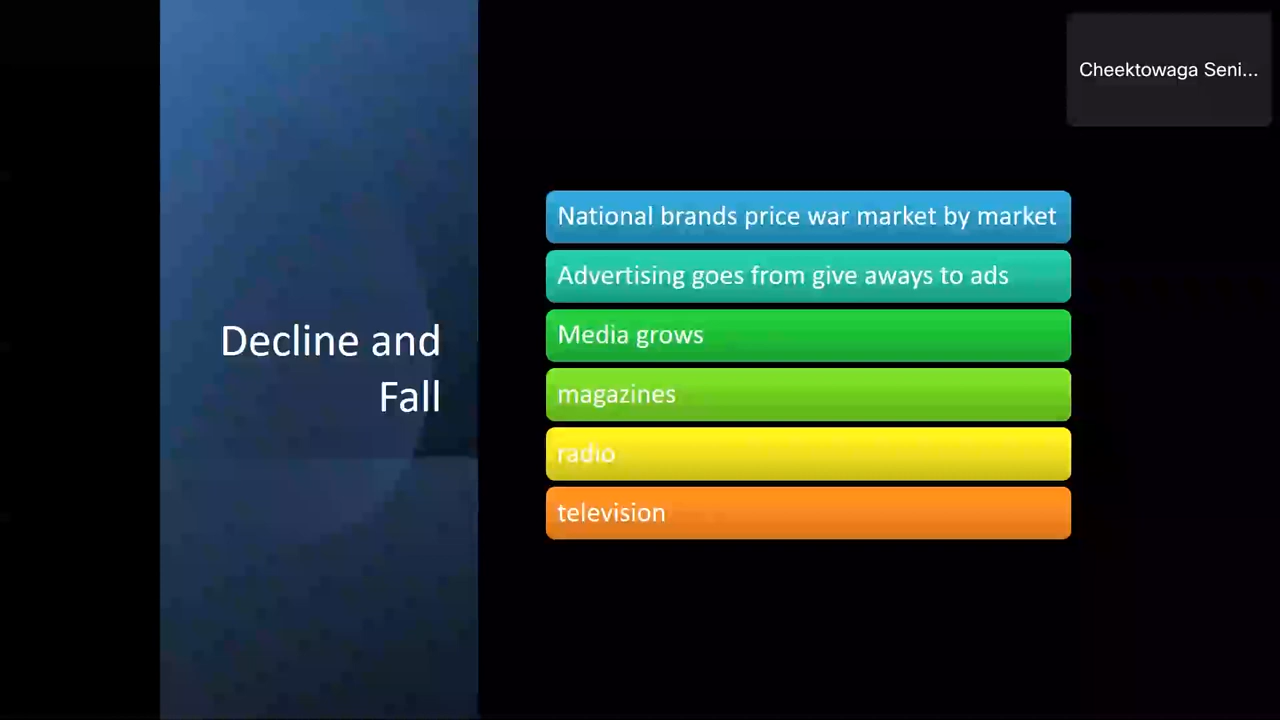 Cheektowaga Seni...
Decline and
Fall
National brands price war market by market
Advertising goes from give aways to ads
Media grows
magazines
radio
television